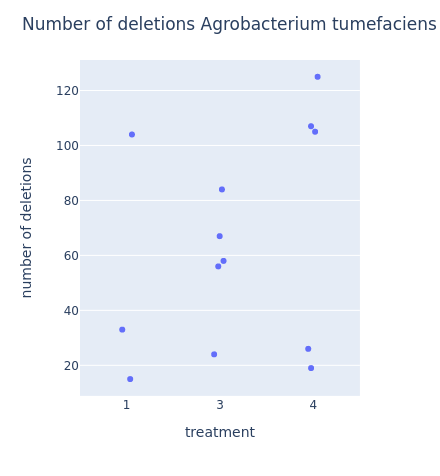 Number of deletions Agrobacterium tumefaciens
120
100
80
60
40
20
number of deletions
1 3 4
treatment